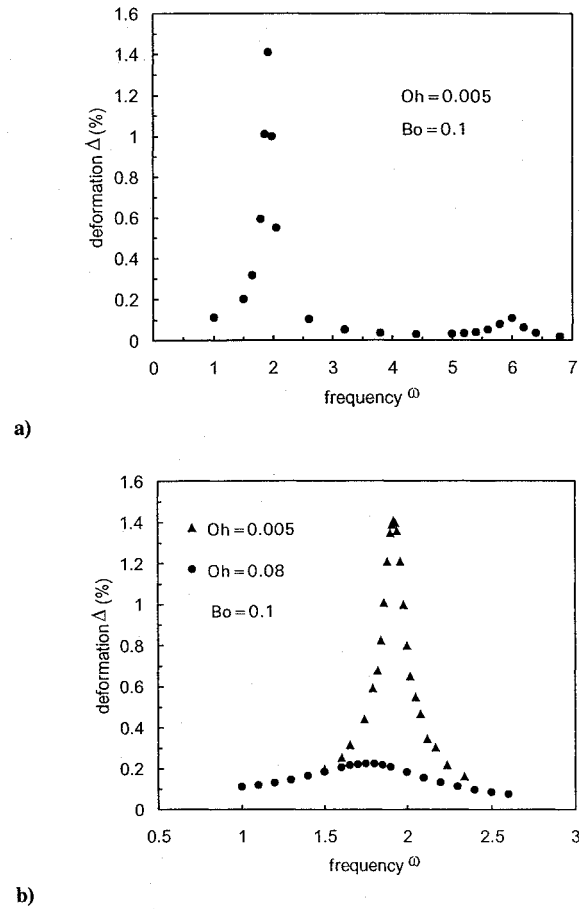 1.6
1.4
1.2
1
0.8
0.6
0.4
0.2
0
deformation Δ (%)
Oh = 0.005
Bo = 0.1
0 1 2 3 4 5 6 7
frequency ω
a)
1.6
1.4
1.2
1
0.8
0.6
0.4
0.2
0
deformation Δ (%)
Oh = 0.005
Oh = 0.08
Bo = 0.1
0.5 1 1.5 2 2.5 3
frequency ω
b)